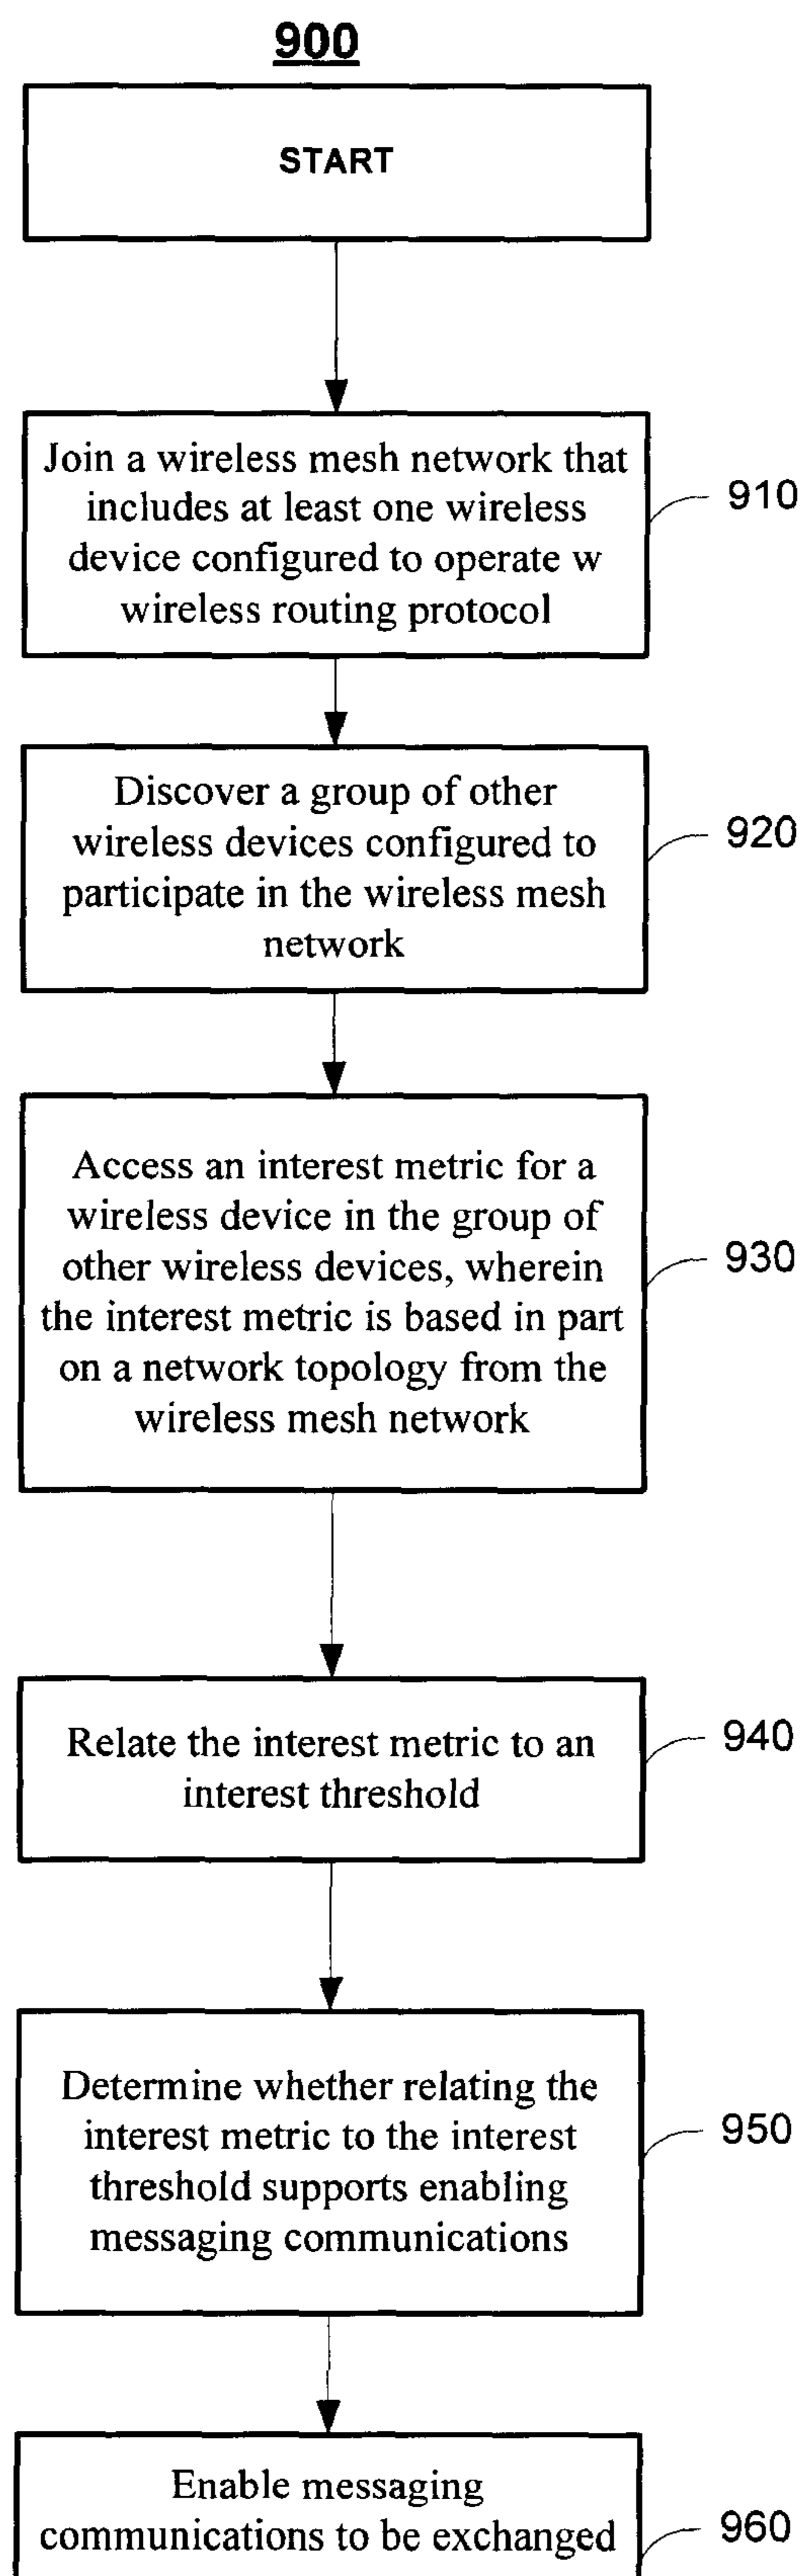 900
START
Join a wireless mesh network that
includes at least one wireless
device configured to operate w
wireless routing protocol
910
Discover a group of other
wireless devices configured to
participate in the wireless mesh
network
920
Access an interest metric for a
wireless device in the group of
other wireless devices, wherein
the interest metric is based in part
on a network topology from the
wireless mesh network
930
Relate the interest metric to an
interest threshold
940
Determine whether relating the
interest metric to the interest
threshold supports enabling
messaging communications
950
Enable messaging
communications to be exchanged
960